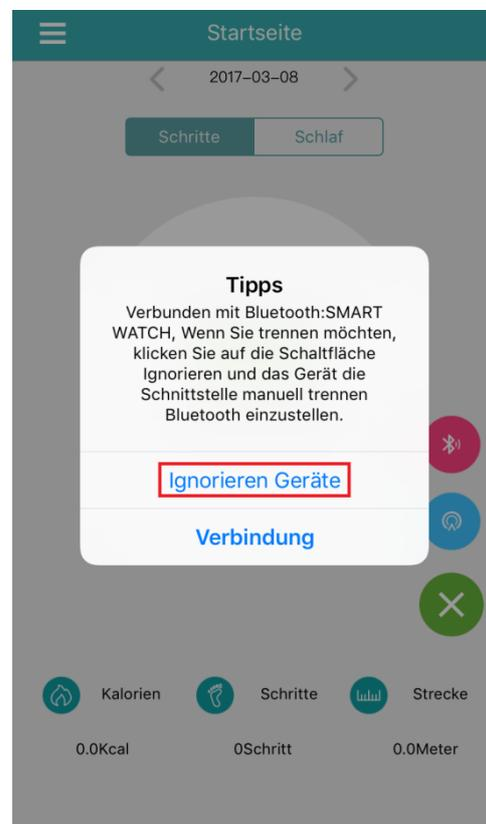 Startseite
2017-03-08
Schritte
Schlaf
Tipps
Verbunden mit Bluetooth:SMART
WATCH, Wenn Sie trennen möchten,
klicken Sie auf die Schaltfläche
Ignorieren und das Gerät die
Schnittstelle manuell trennen
Bluetooth einzustellen.
Ignorieren Geräte
Verbindung
Kalorien
Schritte
Strecke
0.0Kcal
0Schritt
0.0Meter